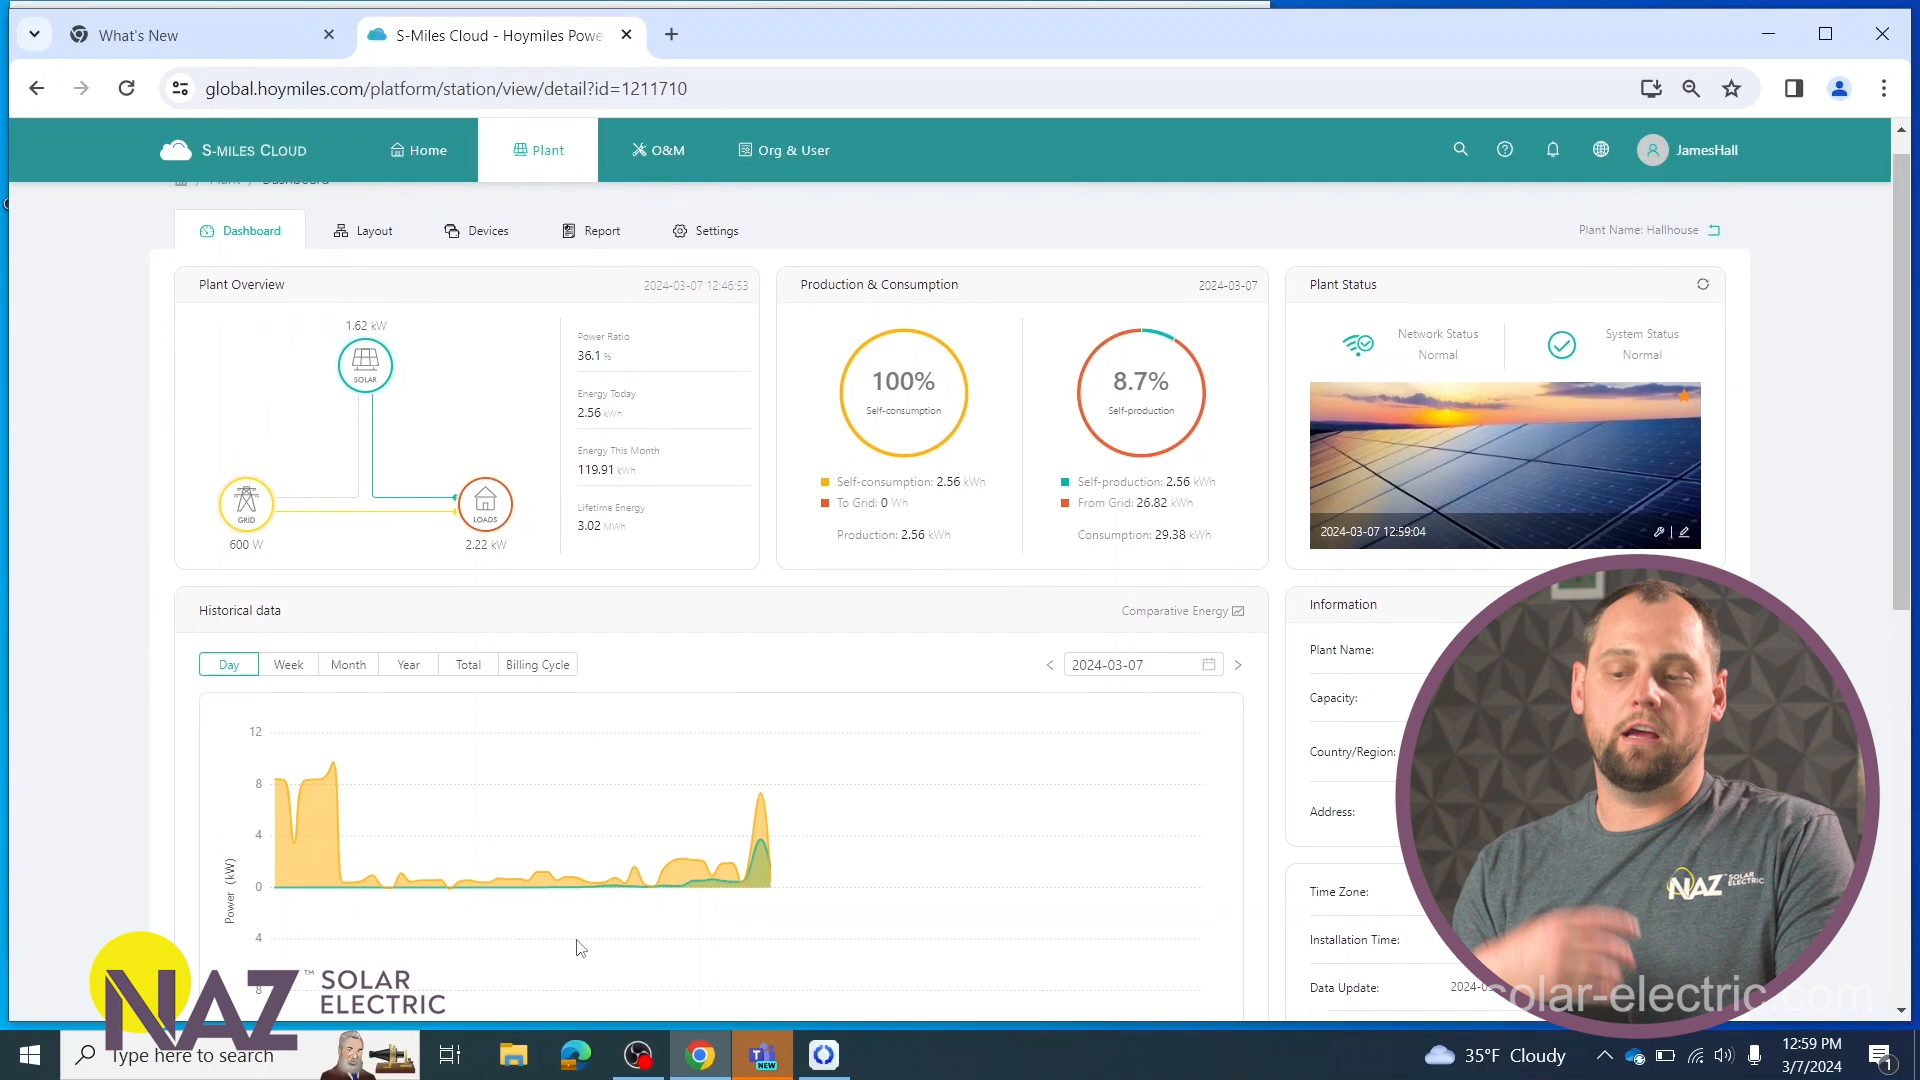 What's New
S-Miles Cloud - Hoymiles Powe
global.hoymiles.com/platform/station/view/detail?id=1211710
S-MILES CLOUD
Home
Plant
O&M
Org & User
JamesHall
Plant / Dashboard
Dashboard
Layout
Devices
Report
Settings
Plant Name: Hallhouse
Plant Overview
2024-03-07 12:46:53
1.62 kW
SOLAR
GRID
600 W
LOADS
2.22 kW
Power Ratio
36.1 %
Energy Today
2.56 kWh
Energy This Month
119.91 kWh
Lifetime Energy
3.02 MWh
Production & Consumption
2024-03-07
100%
Self-consumption
Self-consumption: 2.56 kWh
To Grid: 0 Wh
Production: 2.56 kWh
8.7%
Self-production
Self-production: 2.56 kWh
From Grid: 26.82 kWh
Consumption: 29.38 kWh
Plant Status
Network Status
Normal
System Status
Normal
2024-03-07 12:59:04
Historical data
Comparative Energy
Day
Week
Month
Year
Total
Billing Cycle
2024-03-07
12
8
4
0
4
8
Power (kW)
Information
Plant Name:
Capacity:
Country/Region:
Address:
Time Zone:
Installation Time:
Data Update:
NAZ SOLAR ELECTRIC
NAZ™ SOLAR
ELECTRIC
solar-electric.com
Type here to search
NEW
35°F Cloudy
12:59 PM
3/7/2024
1